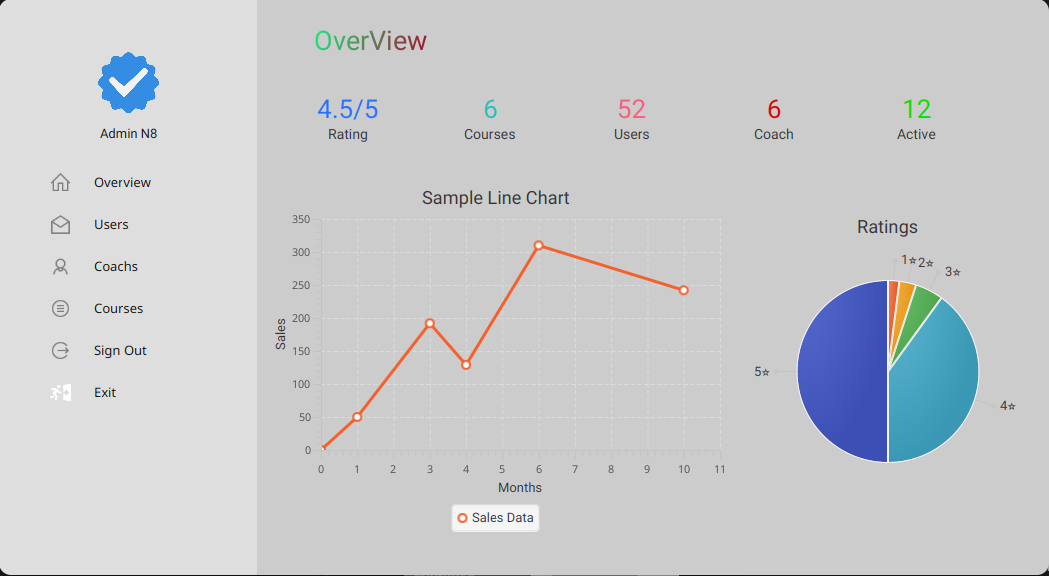 Admin N8
Overview
Users
Coachs
Courses
Sign Out
Exit
OverView
4.5/5
Rating
6
Courses
52
Users
6
Coach
12
Active
Sample Line Chart
350
300
250
200
150
100
50
0
Sales
0 1 2 3 4 5 6 7 8 9 10 11
Months
Sales Data
Ratings
1☆
2☆
3☆
4☆
5☆